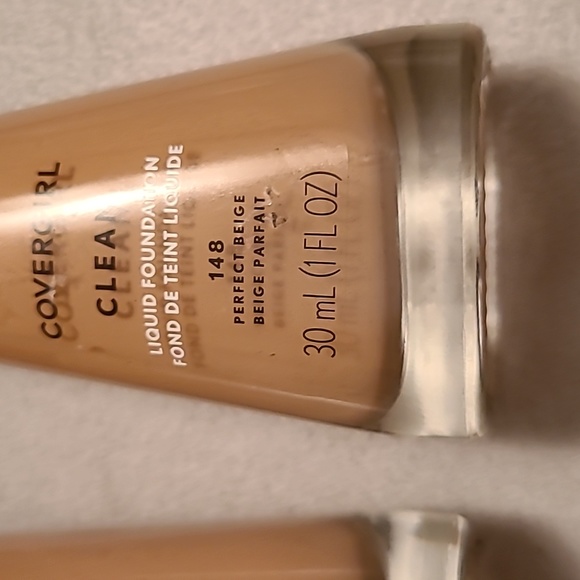 COVERGIRL
CLEAN
LIQUID FOUNDATION
FOND DE TEINT LIQUIDE
148
PERFECT BEIGE
BEIGE PARFAIT
30 mL (1 FL OZ)